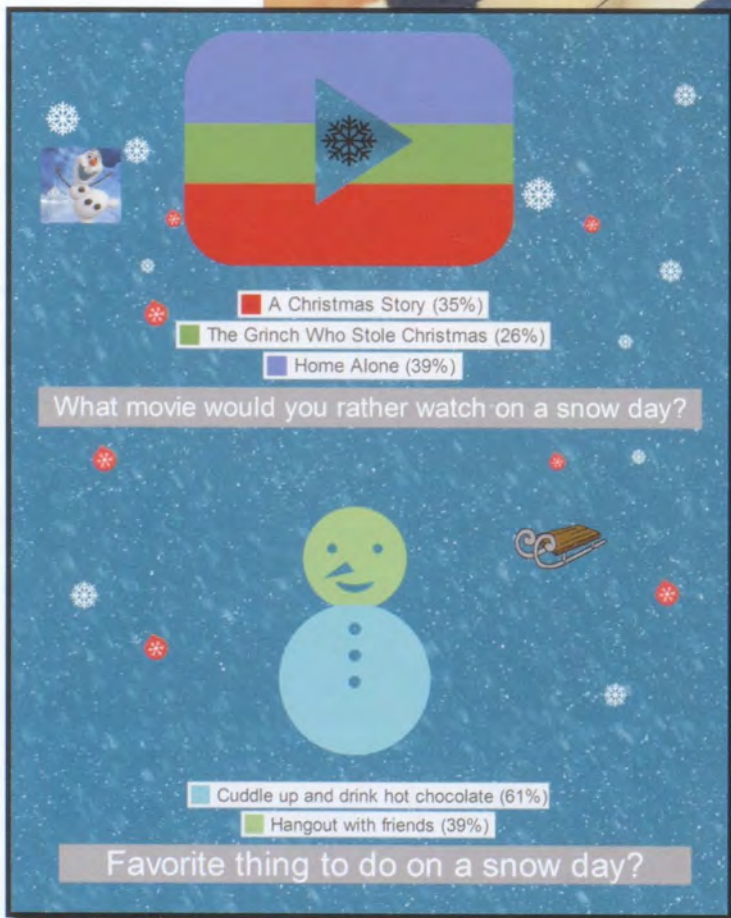 A Christmas Story (35%)
The Grinch Who Stole Christmas (26%)
Home Alone (39%)
What movie would you rather watch on a snow day?
Cuddle up and drink hot chocolate (61%)
Hangout with friends (39%)
Favorite thing to do on a snow day?